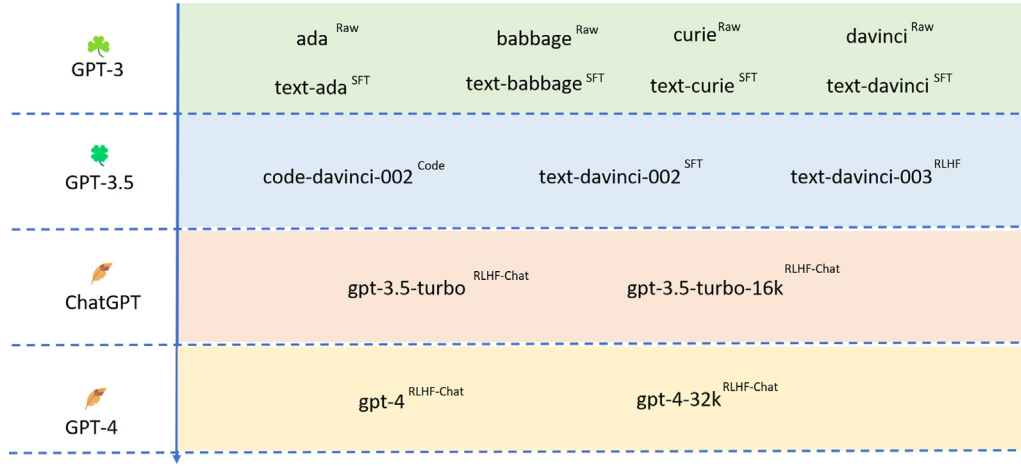 GPT-3
ada Raw babbage Raw curie Raw davinci Raw
text-ada SFT text-babbage SFT text-curie SFT text-davinci SFT
GPT-3.5
code-davinci-002 Code text-davinci-002 SFT text-davinci-003 RLHF
ChatGPT
gpt-3.5-turbo RLHF-Chat gpt-3.5-turbo-16k RLHF-Chat
GPT-4
gpt-4 RLHF-Chat gpt-4-32k RLHF-Chat